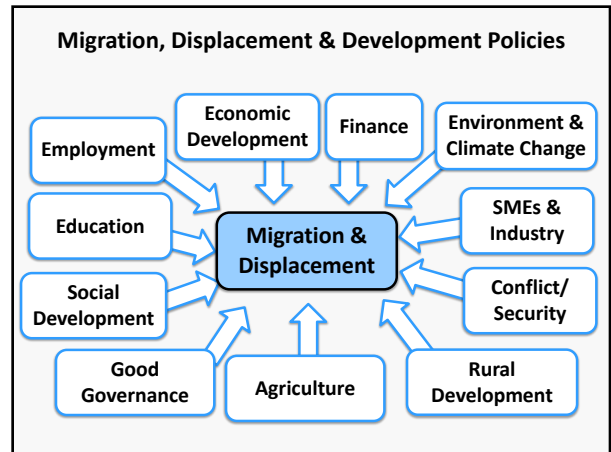 Migration, Displacement & Development Policies
Economic
Development
Finance
Environment &
Climate Change
Employment
Education
Migration &
Displacement
SMEs &
Industry
Social
Development
Conflict/
Security
Good
Governance
Agriculture
Rural
Development